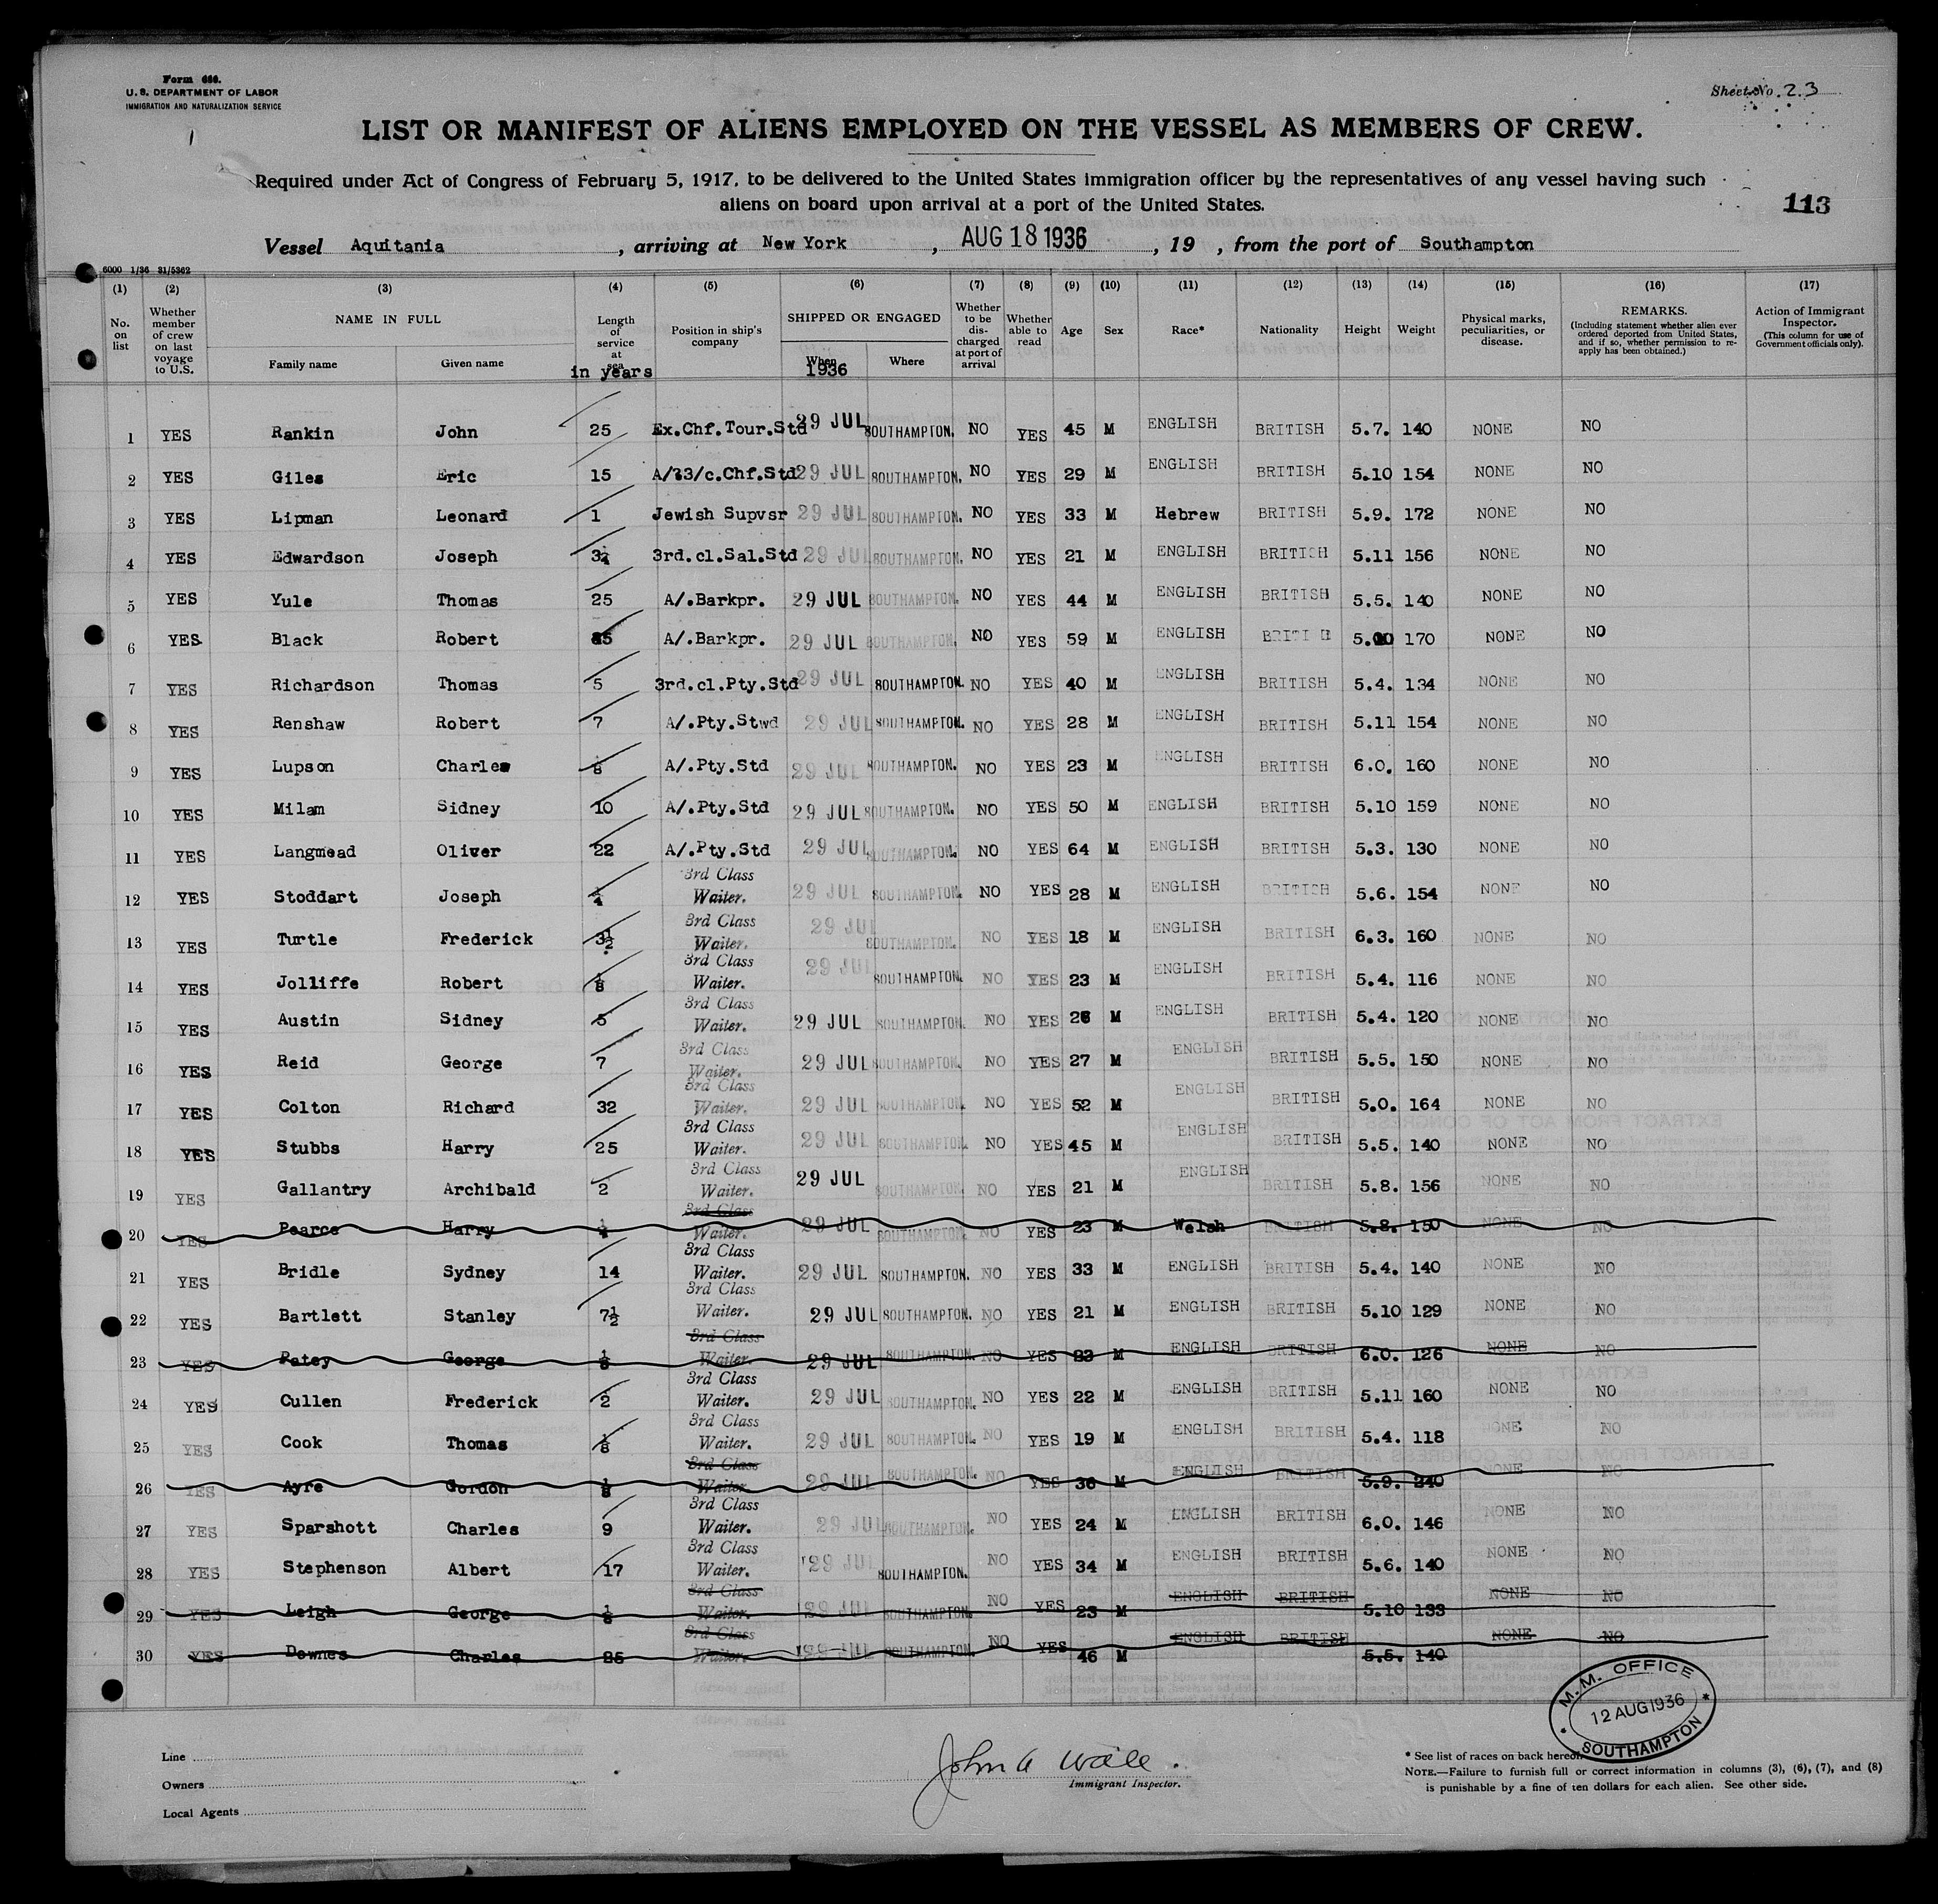 Form 666.
U. S. DEPARTMENT OF LABOR
IMMIGRATION AND NATURALIZATION SERVICE
Sheet No. 23
LIST OR MANIFEST OF ALIENS EMPLOYED ON THE VESSEL AS MEMBERS OF CREW.
Required under Act of Congress of February 5, 1917, to be delivered to the United States immigration officer by the representatives of any vessel having such
aliens on board upon arrival at a port of the United States.
113
Vessel Aquitania, arriving at New York, AUG 18 1936, 19 , from the port of Southampton
6000 1/36 31/5362
(1) (2) (3) (4) (5) (6) (7) (8) (9) (10) (11) (12) (13) (14) (15) (16) (17)
No. on list
Whether member of crew on last voyage to U.S.
NAME IN FULL
Family name
Given name
Length of service at sea
in years
Position in ship's company
SHIPPED OR ENGAGED
When
1936
Where
Whether to be discharged at port of arrival
Whether able to read
Age
Sex
Race*
Nationality
Height
Weight
Physical marks, peculiarities, or disease.
REMARKS.
(Including statement whether alien ever ordered deported from United States, and if so, whether permission to reapply has been obtained.)
Action of Immigrant Inspector.
(This column for use of Government officials only).
1 YES Rankin John 25 Ex.Chf.Tour.Std 29 JUL SOUTHAMPTON. NO YES 45 M ENGLISH BRITISH 5.7. 140 NONE NO
2 YES Giles Eric 15 A/33/c.Chf.Std 29 JUL SOUTHAMPTON. NO YES 29 M ENGLISH BRITISH 5.10 154 NONE NO
3 YES Lipman Leonard 1 Jewish Supvsr 29 JUL SOUTHAMPTON. NO YES 33 M Hebrew BRITISH 5.9. 172 NONE NO
4 YES Edwardson Joseph 3¼ 3rd.cl.Sal.Std 29 JUL SOUTHAMPTON. NO YES 21 M ENGLISH BRITISH 5.11 156 NONE NO
5 YES Yule Thomas 25 A/.Barkpr. 29 JUL SOUTHAMPTON. NO YES 44 M ENGLISH BRITISH 5.5. 140 NONE NO
6 YES Black Robert A/.Barkpr. 29 JUL SOUTHAMPTON. NO YES 59 M ENGLISH BRITISH 170 NONE NO
7 YES Richardson Thomas 5 3rd.cl.Pty.Std 29 JUL SOUTHAMPTON. NO YES 40 M ENGLISH BRITISH 5.4. 134 NONE NO
8 YES Renshaw Robert 7 A/.Pty.Stwd 29 JUL SOUTHAMPTON. NO YES 28 M ENGLISH BRITISH 5.11 154 NONE NO
9 YES Lupson Charles ⅛ A/.Pty.Std 29 JUL SOUTHAMPTON. NO YES 23 M ENGLISH BRITISH 6.0. 160 NONE NO
10 YES Milam Sidney 10 A/.Pty.Std 29 JUL SOUTHAMPTON. NO YES 50 M ENGLISH BRITISH 5.10 159 NONE NO
11 YES Langmead Oliver 22 A/.Pty.Std 29 JUL SOUTHAMPTON. NO YES 64 M ENGLISH BRITISH 5.3. 130 NONE NO
12 YES Stoddart Joseph ¼ 3rd Class Waiter. 29 JUL SOUTHAMPTON. NO YES 28 M ENGLISH BRITISH 5.6. 154 NONE NO
13 YES Turtle Frederick 3½ 3rd Class Waiter. 29 JUL SOUTHAMPTON. NO YES 18 M ENGLISH BRITISH 6.3. 160 NONE NO
14 YES Jolliffe Robert ⅛ 3rd Class Waiter. 29 JUL SOUTHAMPTON. NO YES 23 M ENGLISH BRITISH 5.4. 116 NONE NO
15 YES Austin Sidney 5 3rd Class Waiter. 29 JUL SOUTHAMPTON. NO YES 26 M ENGLISH BRITISH 5.4. 120 NONE NO
16 YES Reid George 7 3rd Class Waiter. 29 JUL SOUTHAMPTON. NO YES 27 M ENGLISH BRITISH 5.5. 150 NONE NO
17 YES Colton Richard 32 3rd Class Waiter. 29 JUL SOUTHAMPTON. NO YES 52 M ENGLISH BRITISH 5.0. 164 NONE NO
18 YES Stubbs Harry 25 3rd Class Waiter. 29 JUL SOUTHAMPTON. NO YES 45 M ENGLISH BRITISH 5.5. 140 NONE NO
19 YES Gallantry Archibald 2 3rd Class Waiter. 29 JUL SOUTHAMPTON. NO YES 21 M ENGLISH BRITISH 5.8. 156 NONE NO
20 YES Pearce Harry ¼ 3rd Class Waiter. 29 JUL SOUTHAMPTON. NO YES 23 M Welsh BRITISH 5.8. 150 NONE NO
21 YES Bridle Sydney 14 3rd Class Waiter. 29 JUL SOUTHAMPTON. NO YES 33 M ENGLISH BRITISH 5.4. 140 NONE NO
22 YES Bartlett Stanley 7½ 3rd Class Waiter. 29 JUL SOUTHAMPTON. NO YES 21 M ENGLISH BRITISH 5.10 129 NONE NO
23 YES Patey George ⅛ 3rd Class Waiter. 29 JUL SOUTHAMPTON. NO YES 23 M ENGLISH BRITISH 6.0. 126 NONE NO
24 YES Cullen Frederick 2 3rd Class Waiter. 29 JUL SOUTHAMPTON. NO YES 22 M ENGLISH BRITISH 5.11 160 NONE NO
25 YES Cook Thomas ⅛ 3rd Class Waiter. 29 JUL SOUTHAMPTON. NO YES 19 M ENGLISH BRITISH 5.4. 118 NONE NO
26 YES Ayre Gordon ⅛ 3rd Class Waiter 29 JUL SOUTHAMPTON. NO YES 36 M ENGLISH BRITISH 5.9. 240 NONE NO
27 YES Sparshott Charles 9 3rd Class Waiter. 29 JUL SOUTHAMPTON. NO YES 24 M ENGLISH BRITISH 6.0. 146 NONE NO
28 YES Stephenson Albert 17 3rd Class Waiter. 29 JUL SOUTHAMPTON. NO YES 34 M ENGLISH BRITISH 5.6. 140 NONE NO
29 YES Leigh George ⅛ 3rd Class Waiter. 29 JUL SOUTHAMPTON. NO YES 23 M ENGLISH BRITISH 5.10 133 NONE NO
30 YES Downes Charles 25 3rd Class Waiter. 29 JUL SOUTHAMPTON NO YES 46 M ENGLISH BRITISH 5.5. 140 NONE NO
M. M. OFFICE
12 AUG 1936
SOUTHAMPTON
Line
Owners
Local Agents
John A Wall.
Immigrant Inspector.
* See list of races on back hereof.
NOTE.—Failure to furnish full or correct information in columns (3), (6), (7), and (8)
is punishable by a fine of ten dollars for each alien. See other side.